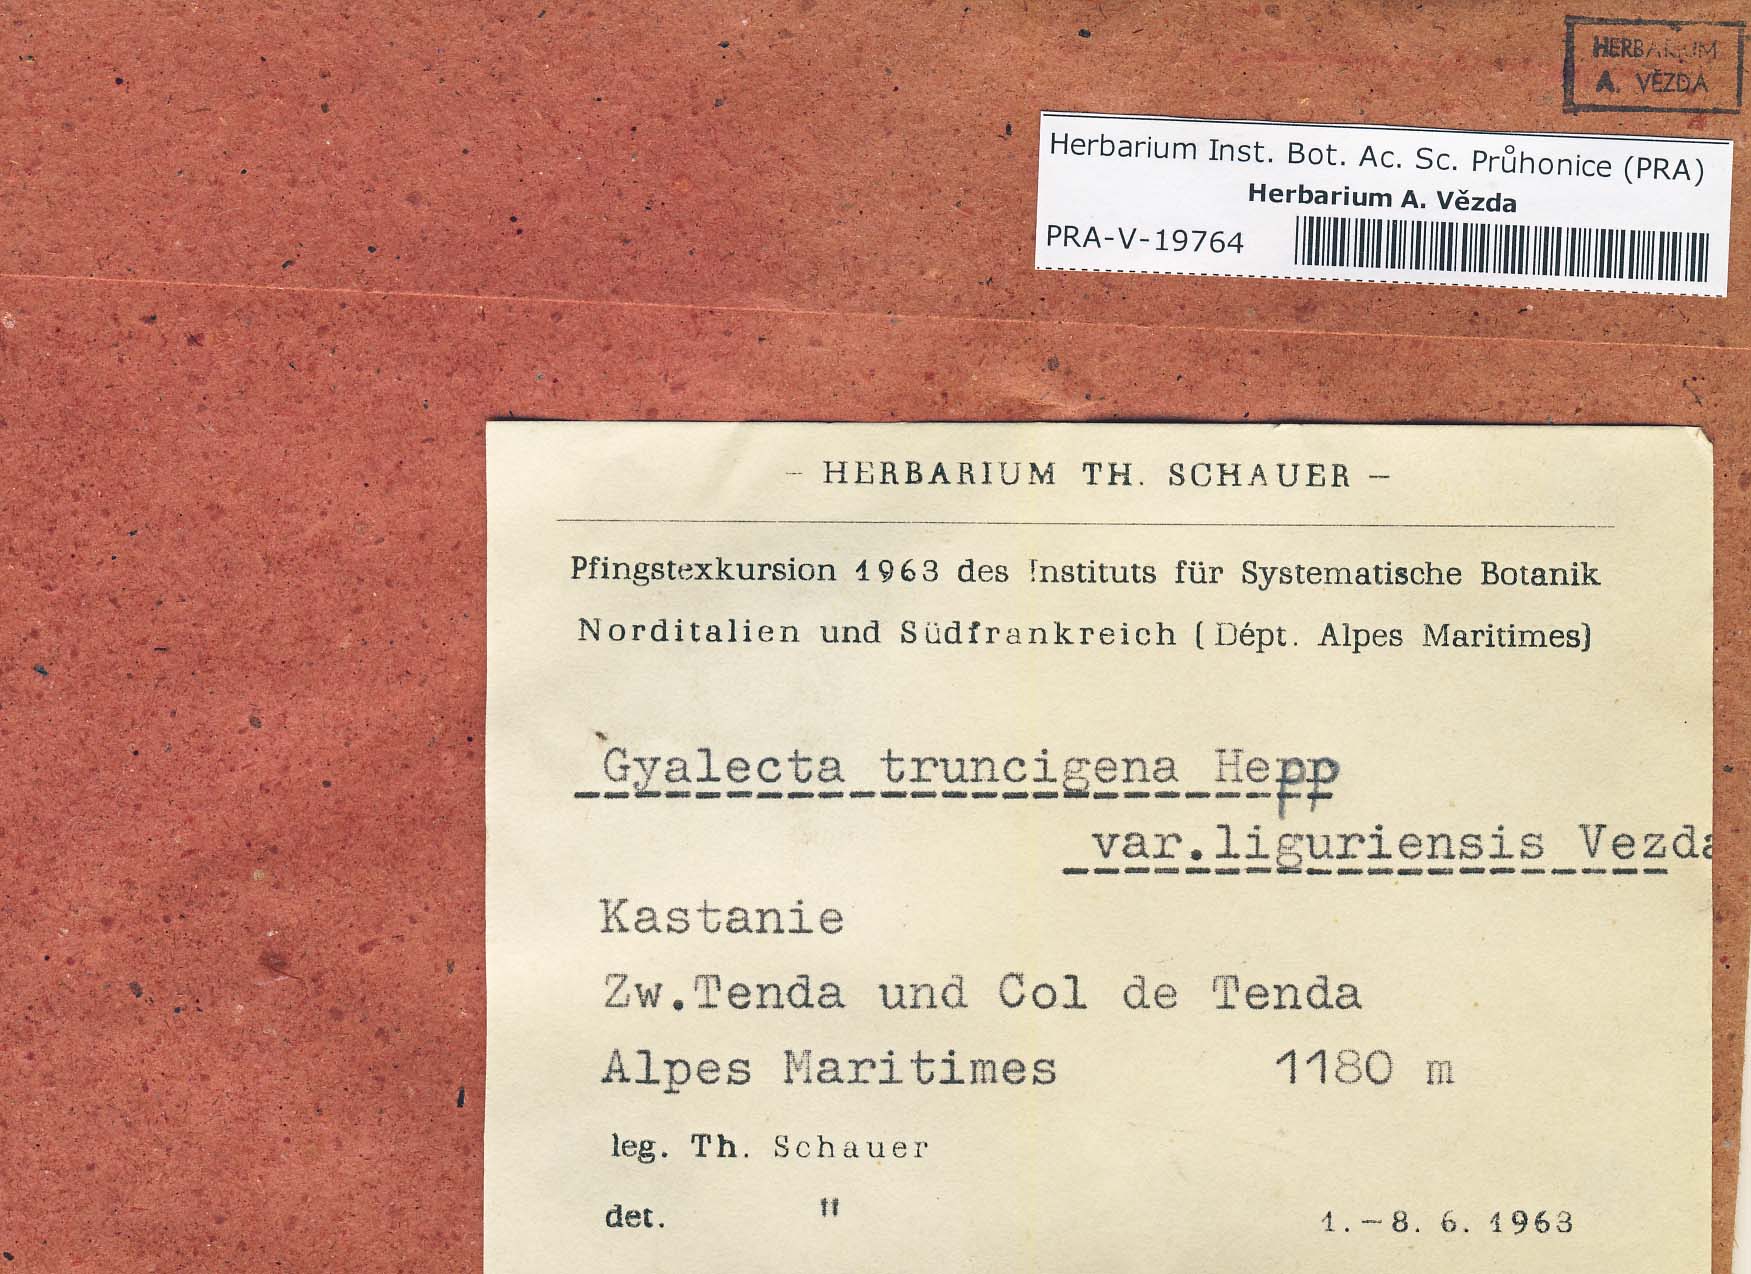 HERBARIUM
A. VĚZDA
Herbarium Inst. Bot. Ac. Sc. Průhonice (PRA)
Herbarium A. Vězda
PRA-V-19764
– HERBARIUM TH. SCHAUER –
Pfingstexkursion 1963 des Instituts für Systematische Botanik
Norditalien und Südfrankreich (Dépt. Alpes Maritimes)
Gyalecta truncigena Hepp
var.liguriensis Vezda
Kastanie
Zw.Tenda und Col de Tenda
Alpes Maritimes 1180 m
leg. Th. Schauer
det. " 1.–8. 6. 1963